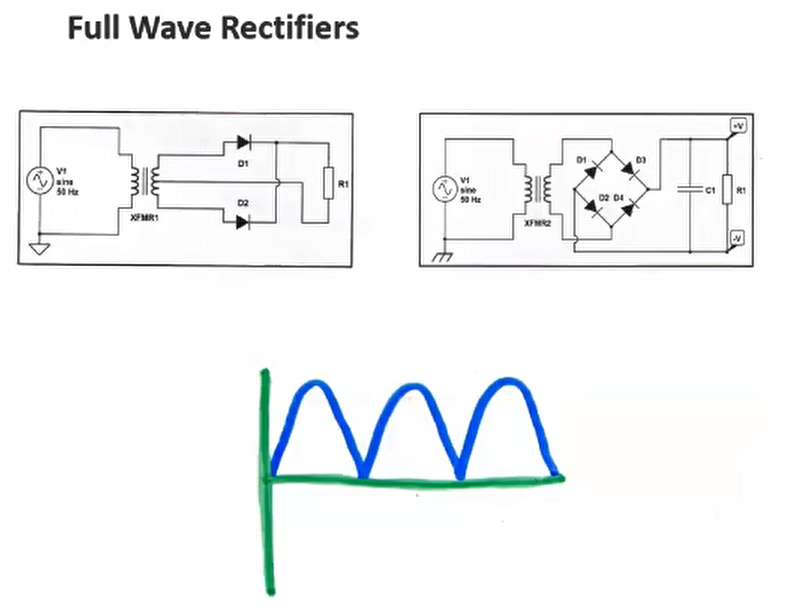 Full Wave Rectifiers
V1
sine
50 Hz
XFMR1
D1
D2
R1
V1
sine
50 Hz
XFMR2
D1
D3
D2 D4
C1
R1
+V
-V